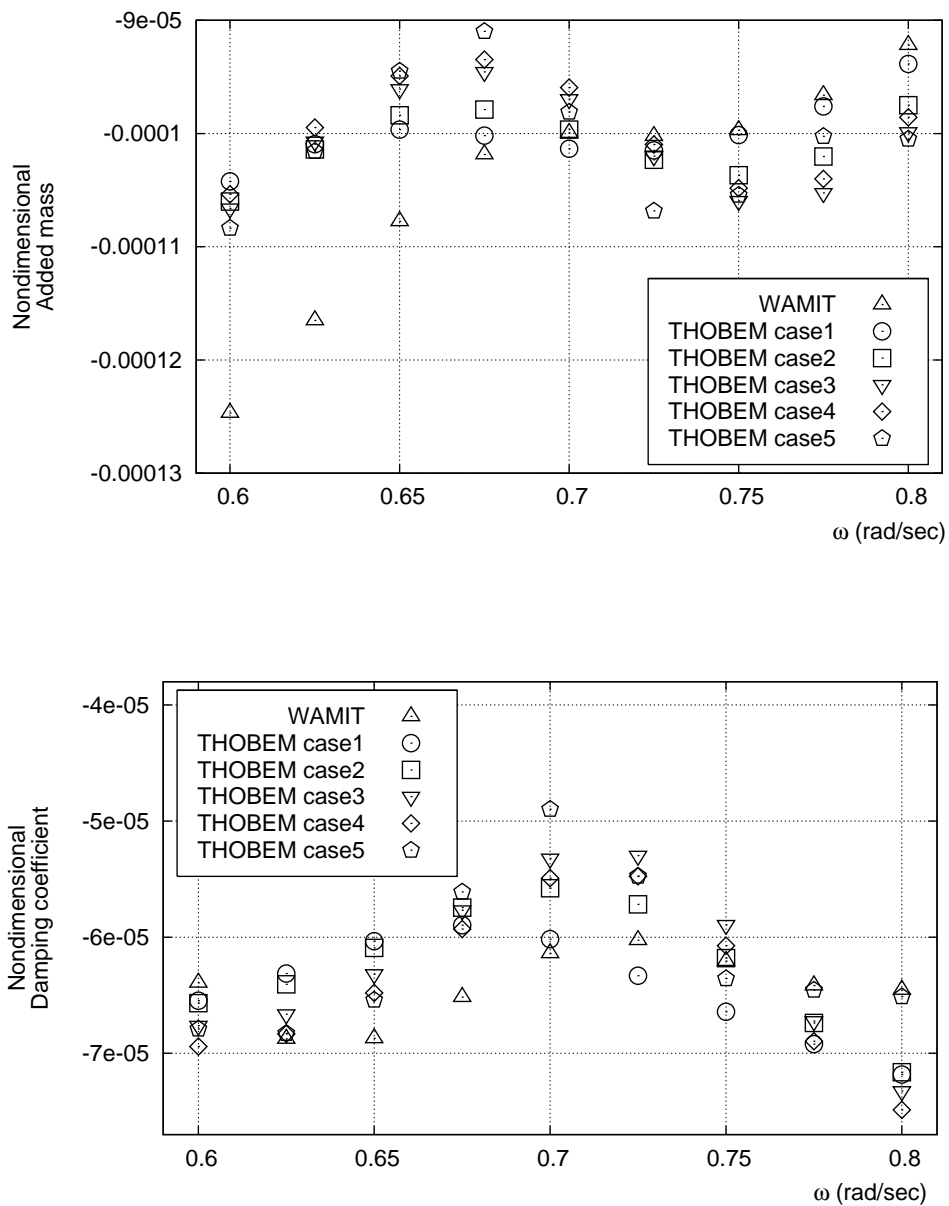 -9e-05
-0.0001
-0.00011
-0.00012
-0.00013
Nondimensional
Added mass
WAMIT
THOBEM case1
THOBEM case2
THOBEM case3
THOBEM case4
THOBEM case5
0.6 0.65 0.7 0.75 0.8
ω (rad/sec)
-4e-05
-5e-05
-6e-05
-7e-05
Nondimensional
Damping coefficient
WAMIT
THOBEM case1
THOBEM case2
THOBEM case3
THOBEM case4
THOBEM case5
0.6 0.65 0.7 0.75 0.8
ω (rad/sec)